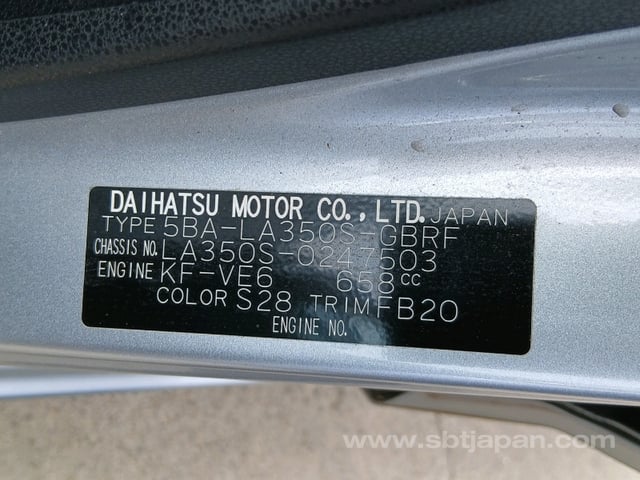 DAIHATSU MOTOR CO., LTD. JAPAN
TYPE 5BA-LA350S-GBRF
CHASSIS NO. LA350S-0247503
ENGINE KF-VE6 658cc
COLOR S28 TRIM FB20
ENGINE NO.
www.sbtjapan.com